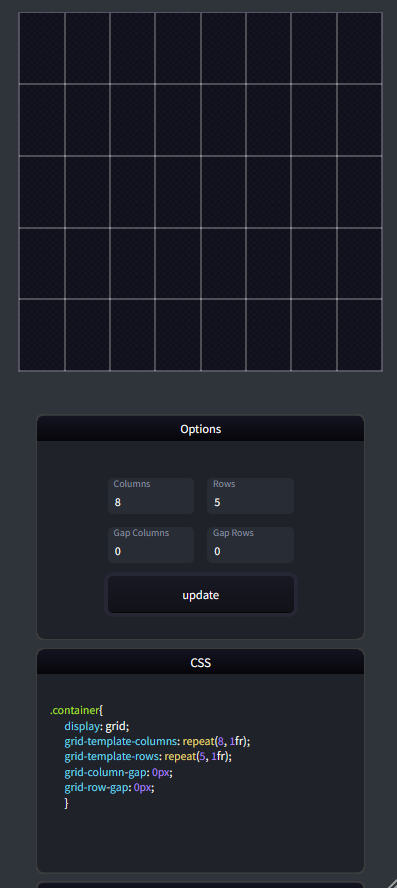 Options
Columns Rows
8 5
Gap Columns Gap Rows
0 0
update
CSS
.container{
display: grid;
grid-template-columns: repeat(8, 1fr);
grid-template-rows: repeat(5, 1fr);
grid-column-gap: 0px;
grid-row-gap: 0px;
}